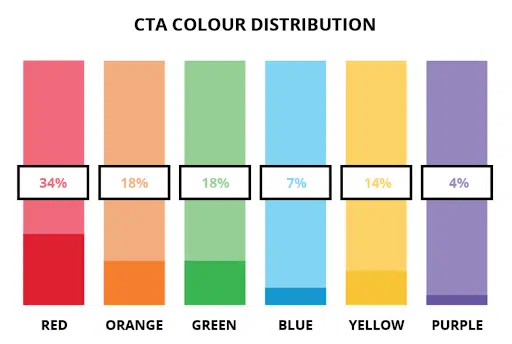 CTA COLOUR DISTRIBUTION
34% 18% 18% 7% 14% 4%
RED ORANGE GREEN BLUE YELLOW PURPLE